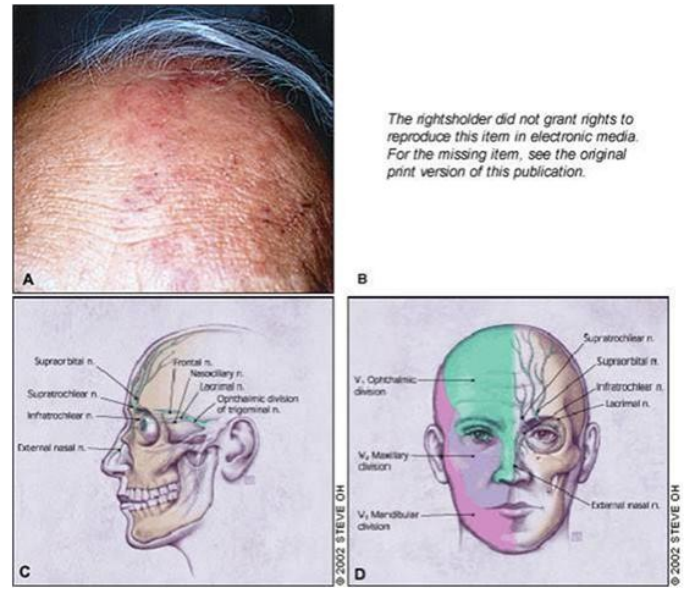 A
The rightsholder did not grant rights to
reproduce this item in electronic media.
For the missing item, see the original
print version of this publication.
B
Supraorbital n.
Supratrochlear n.
Infratrochlear n.
External nasal n.
Frontal n.
Nasociliary n.
Lacrimal n.
Ophthalmic division
of trigeminal n.
C
© 2002 STEVE OH
V₁ Ophthalmic
division
V₂ Maxillary
division
V₃ Mandibular
division
Supratrochlear n.
Supraorbital n.
Infratrochlear n.
Lacrimal n.
External nasal n.
D
© 2002 STEVE OH